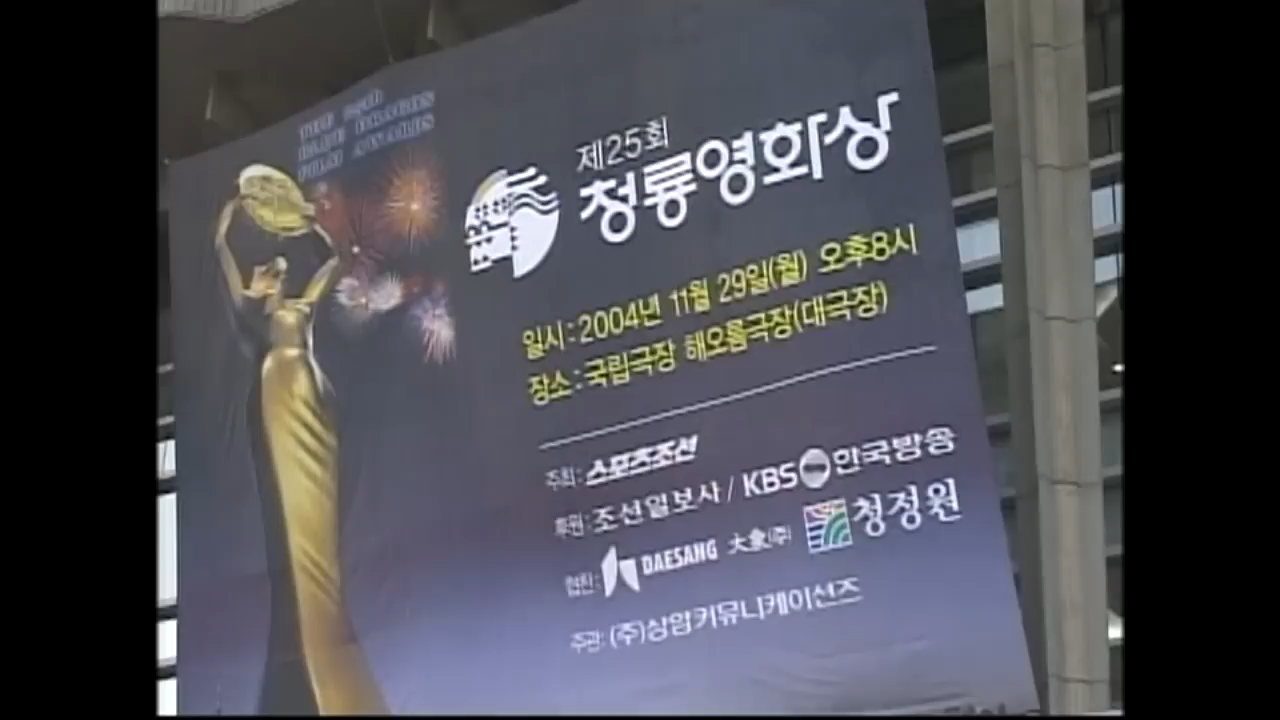 제25회
청룡영화상
일시:2004년 11월 29일(월) 오후8시
장소:국립극장 해오름극장(대극장)
주최: 스포츠조선
후원: 조선일보사 / KBS 한국방송
협찬: DAESANG 大象(주) 청정원
주관: (주)상암커뮤니케이션즈